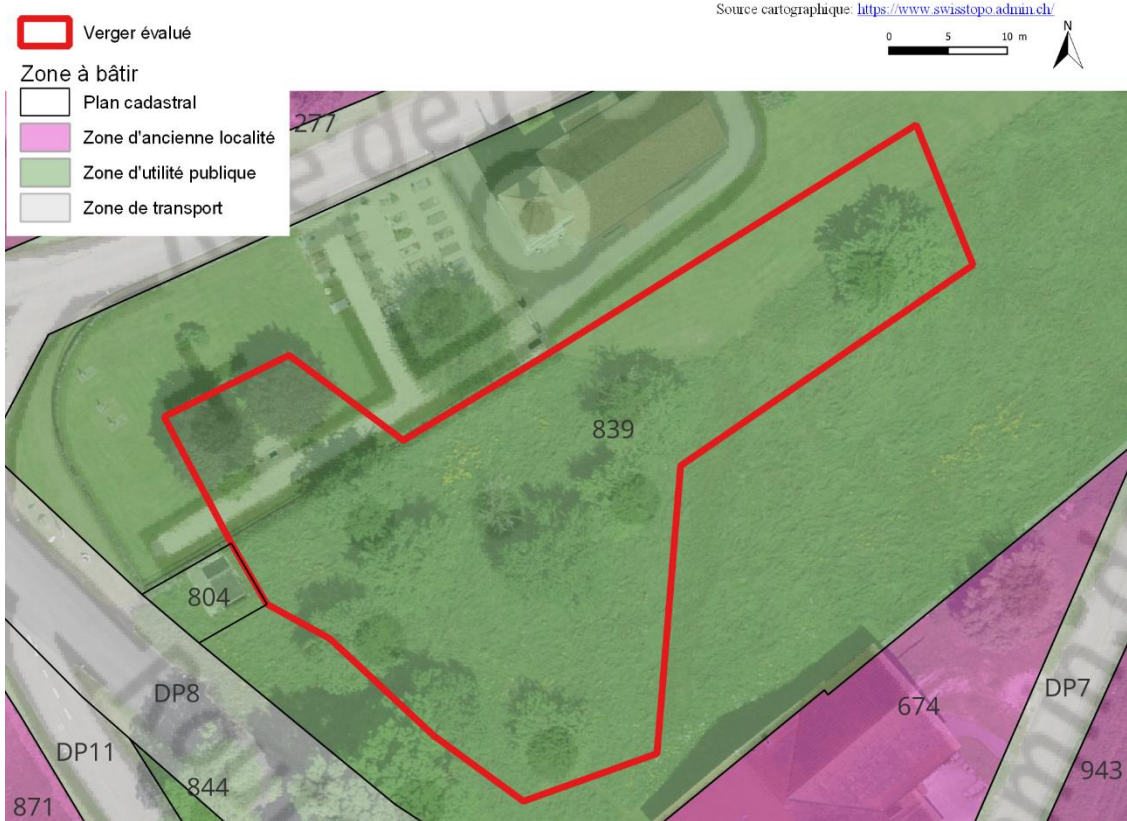 Source cartographique: https://www.swisstopo.admin.ch/
Verger évalué
0 5 10 m
N
Zone à bâtir
Plan cadastral
Zone d'ancienne localité
Zone d'utilité publique
Zone de transport
277
839
804
DP8
674
DP7
DP11
844
943
871